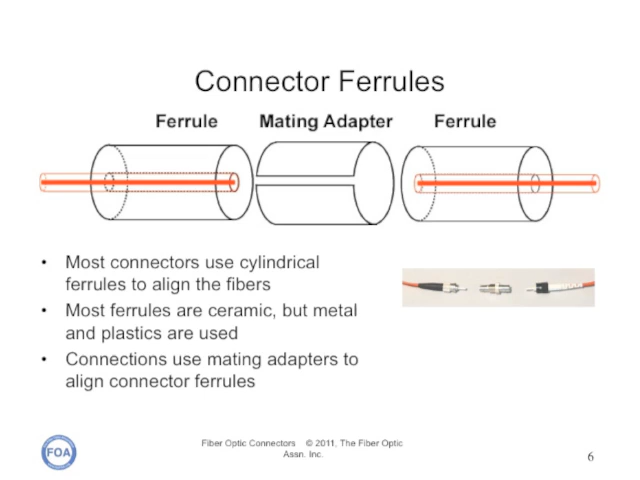 Connector Ferrules
Ferrule Mating Adapter Ferrule
• Most connectors use cylindrical
ferrules to align the fibers
• Most ferrules are ceramic, but metal
and plastics are used
• Connections use mating adapters to
align connector ferrules
FOA
Fiber Optic Connectors © 2011, The Fiber Optic
Assn. Inc.
6